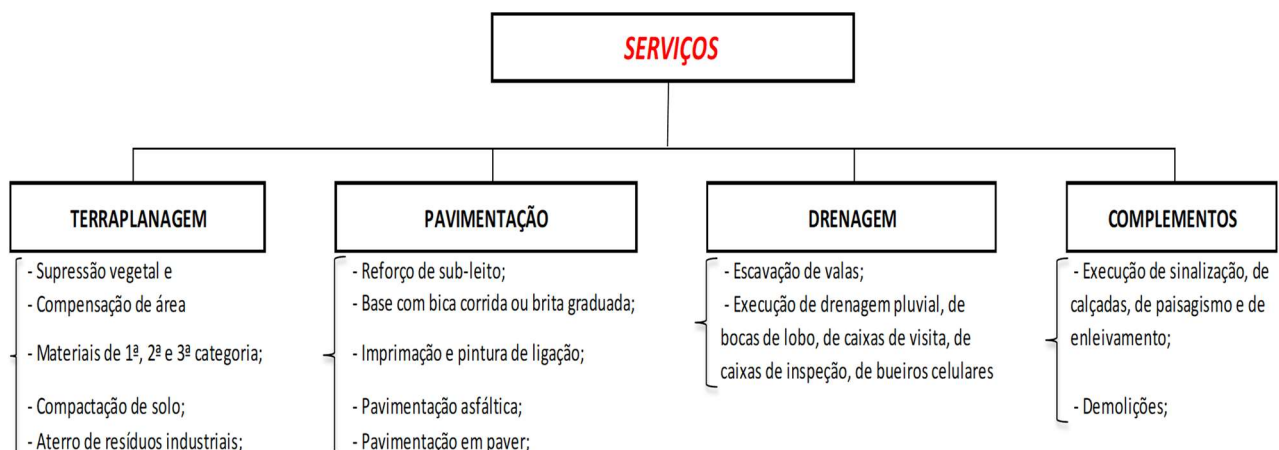 SERVIÇOS
TERRAPLANAGEM
- Supressão vegetal e
- Compensação de área
- Materiais de 1ª, 2ª e 3ª categoria;
- Compactação de solo;
- Aterro de resíduos industriais;
PAVIMENTAÇÃO
- Reforço de sub-leito;
- Base com bica corrida ou brita graduada;
- Imprimação e pintura de ligação;
- Pavimentação asfáltica;
- Pavimentação em paver;
DRENAGEM
- Escavação de valas;
- Execução de drenagem pluvial, de
bocas de lobo, de caixas de visita, de
caixas de inspeção, de bueiros celulares
COMPLEMENTOS
- Execução de sinalização, de
calçadas, de paisagismo e de
enleivamento;
- Demolições;